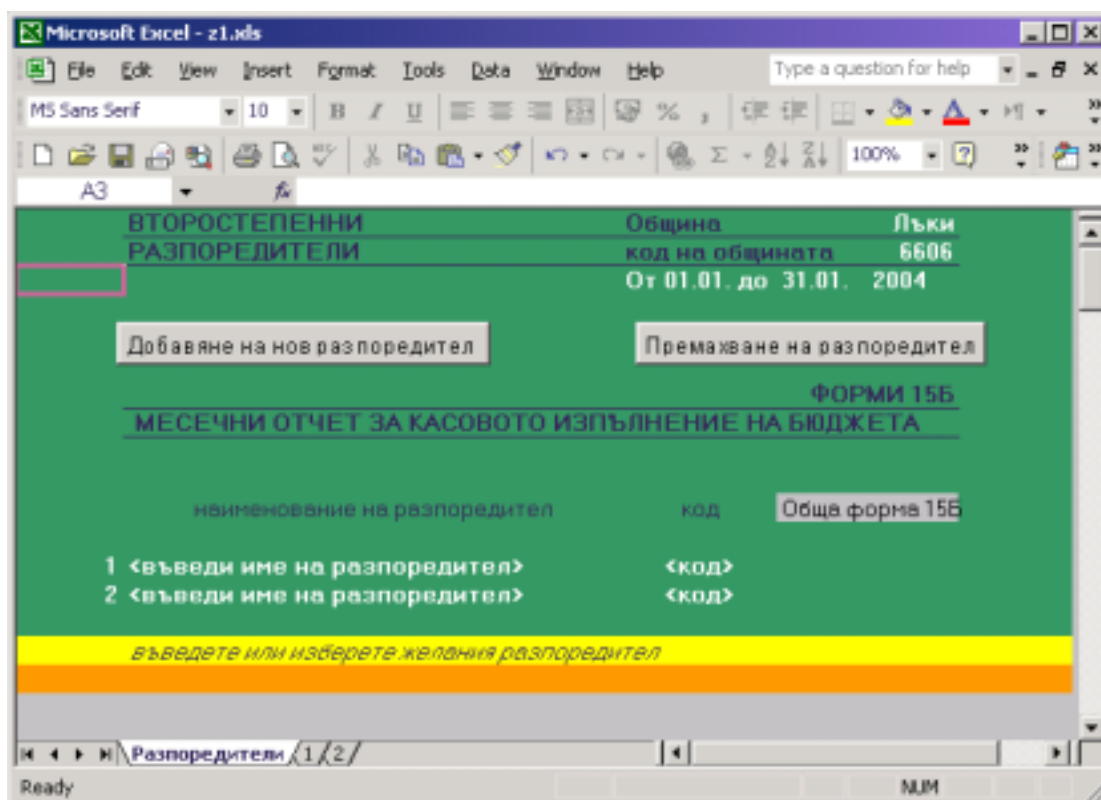 Microsoft Excel - z1.xls
File Edit View Insert Format Tools Data Window Help Type a question for help
MS Sans Serif 10 B I U % ,
Σ 100%
A3 fx
ВТОРОСТЕПЕННИ Община Лъки
РАЗПОРЕДИТЕЛИ код на общината 6606
От 01.01. до 31.01. 2004
Добавяне на нов разпоредител Премахване на разпоредител
ФОРМИ 15Б
МЕСЕЧНИ ОТЧЕТ ЗА КАСОВОТО ИЗПЪЛНЕНИЕ НА БЮДЖЕТА
наименование на разпоредител код Обща форма 15Б
1 <въведи име на разпоредител> <код>
2 <въведи име на разпоредител> <код>
въведете или изберете желания разпоредител
Разпоредители 1 2
Ready NUM